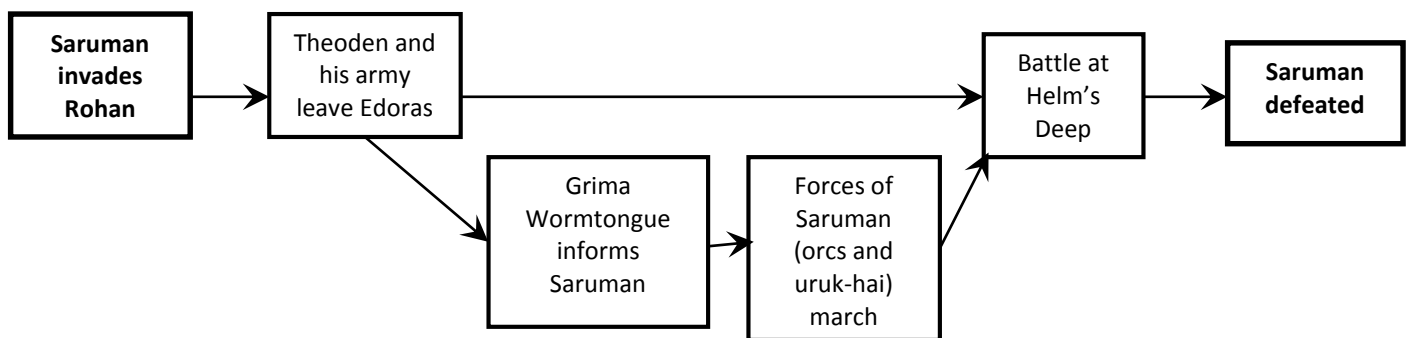 Saruman
invades
Rohan
Theoden and
his army
leave Edoras
Grima
Wormtongue
informs
Saruman
Forces of
Saruman
(orcs and
uruk-hai)
march
Battle at
Helm’s
Deep
Saruman
defeated